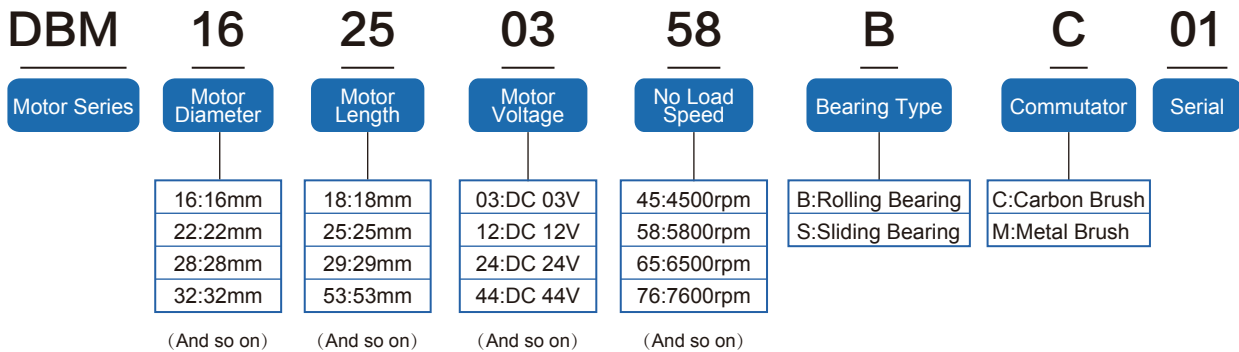 DBM 16 25 03 58 B C 01
Motor Series
Motor
Diameter
Motor
Length
Motor
Voltage
No Load
Speed
Bearing Type
Commutator
Serial
16:16mm
22:22mm
28:28mm
32:32mm
(And so on)
18:18mm
25:25mm
29:29mm
53:53mm
(And so on)
03:DC 03V
12:DC 12V
24:DC 24V
44:DC 44V
(And so on)
45:4500rpm
58:5800rpm
65:6500rpm
76:7600rpm
(And so on)
B:Rolling Bearing
S:Sliding Bearing
C:Carbon Brush
M:Metal Brush